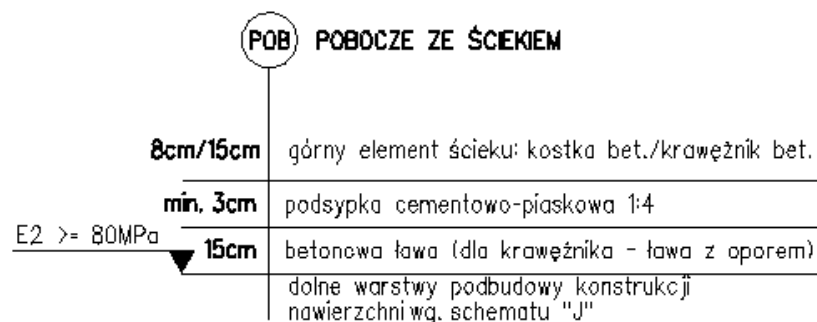 POB POBOCZE ZE ŚCIEKIEM
8cm/15cm górny element ścieku: kostka bet./krawężnik bet.
min. 3cm podsypka cementowo-piaskowa 1:4
E2 >= 80MPa
15cm betonowa ława (dla krawężnika - ława z oporem)
dolne warstwy podbudowy konstrukcji
nawierzchni wg. schematu "J"